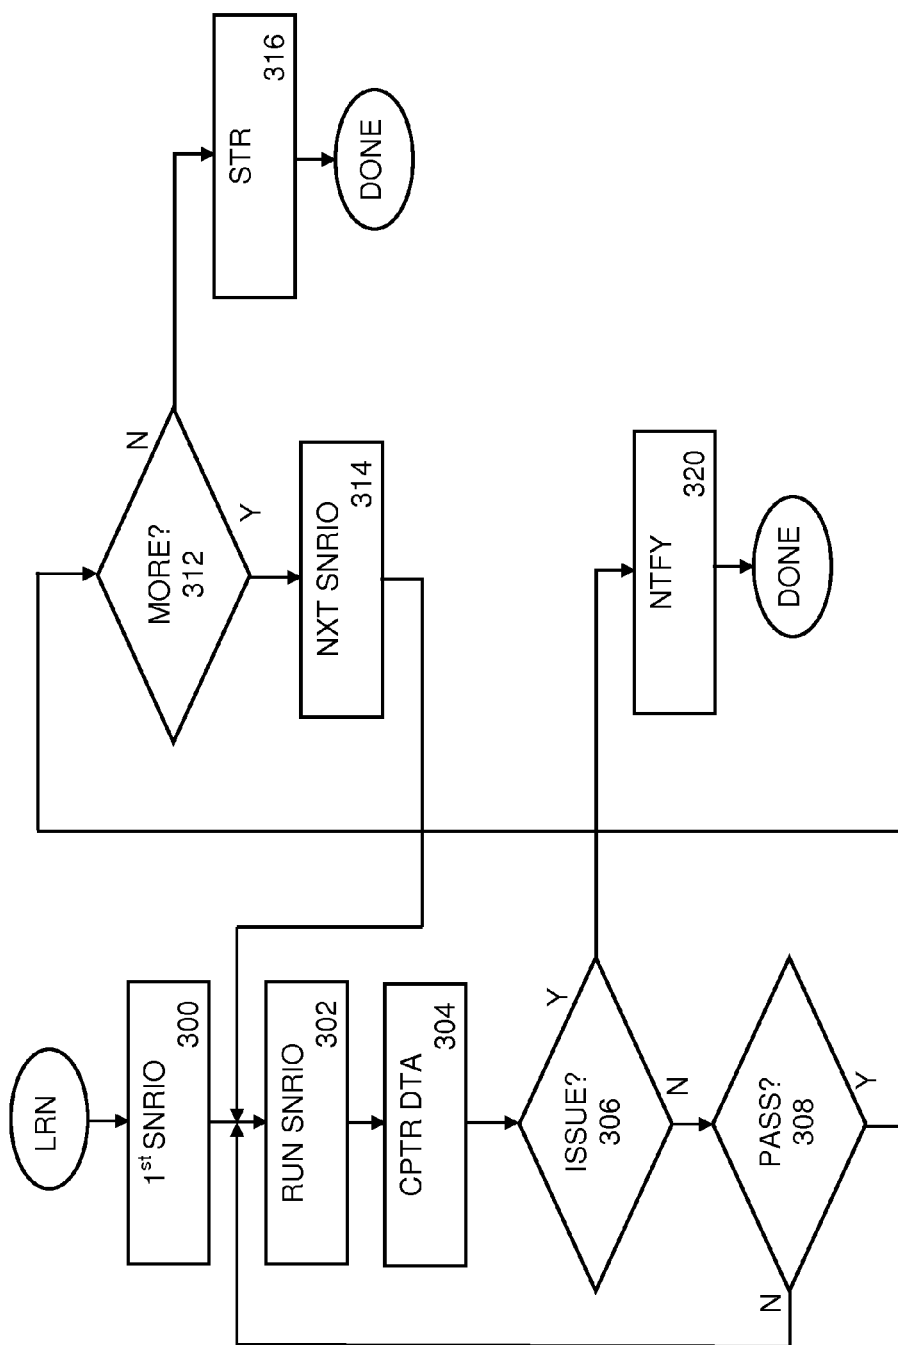 LRN
1st SNRIO
300
RUN SNRIO
302
CPTR DTA
304
ISSUE?
306
Y
N
PASS?
308
N
Y
MORE?
312
N
Y
NXT SNRIO
314
STR
316
DONE
NTFY
320
DONE